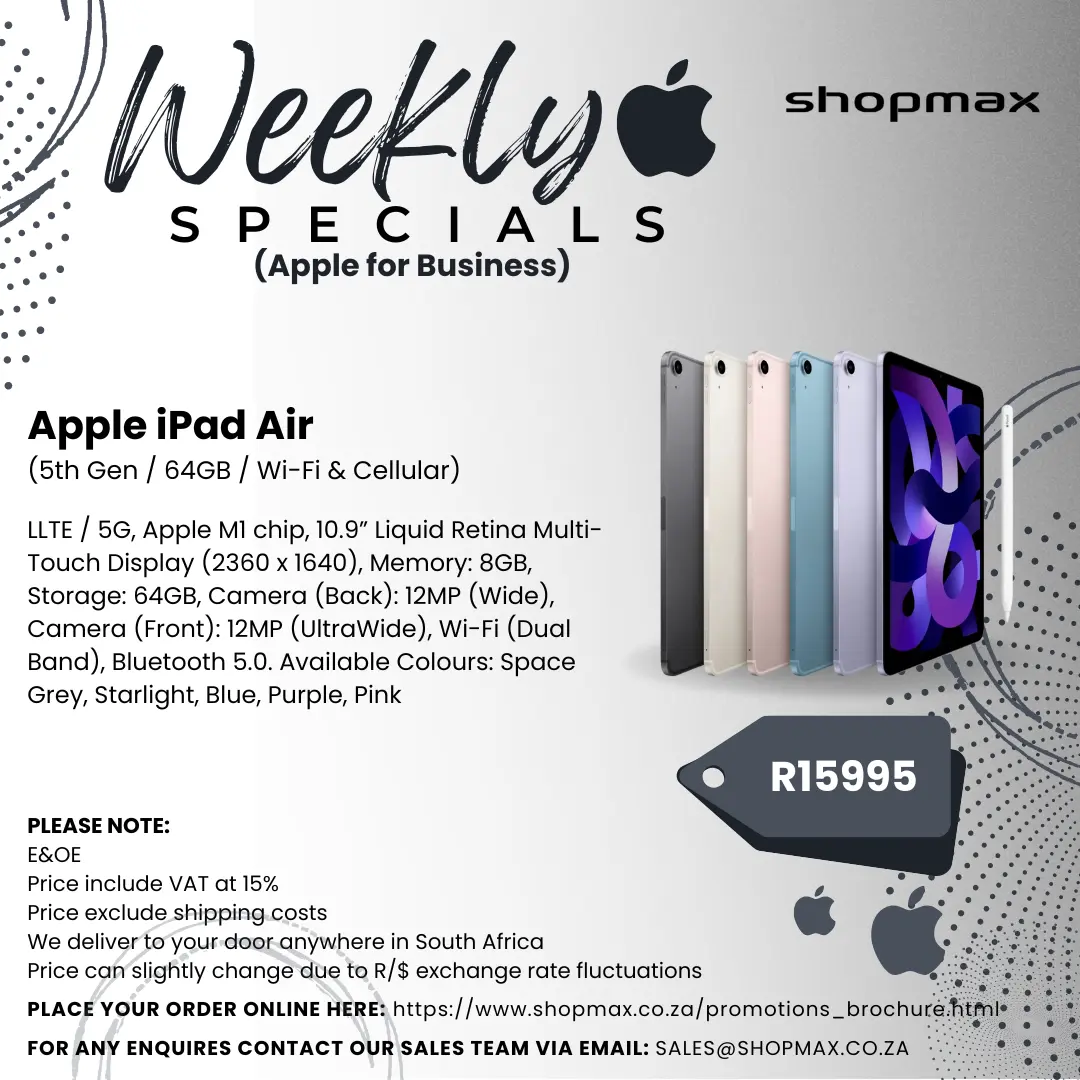 Weekly
shopmax
SPECIALS
(Apple for Business)
Apple iPad Air
(5th Gen / 64GB / Wi-Fi & Cellular)
LLTE / 5G, Apple M1 chip, 10.9” Liquid Retina Multi-
Touch Display (2360 x 1640), Memory: 8GB,
Storage: 64GB, Camera (Back): 12MP (Wide),
Camera (Front): 12MP (UltraWide), Wi-Fi (Dual
Band), Bluetooth 5.0. Available Colours: Space
Grey, Starlight, Blue, Purple, Pink
R15995
PLEASE NOTE:
E&OE
Price include VAT at 15%
Price exclude shipping costs
We deliver to your door anywhere in South Africa
Price can slightly change due to R/$ exchange rate fluctuations
PLACE YOUR ORDER ONLINE HERE: https://www.shopmax.co.za/promotions_brochure.html
FOR ANY ENQUIRES CONTACT OUR SALES TEAM VIA EMAIL: SALES@SHOPMAX.CO.ZA